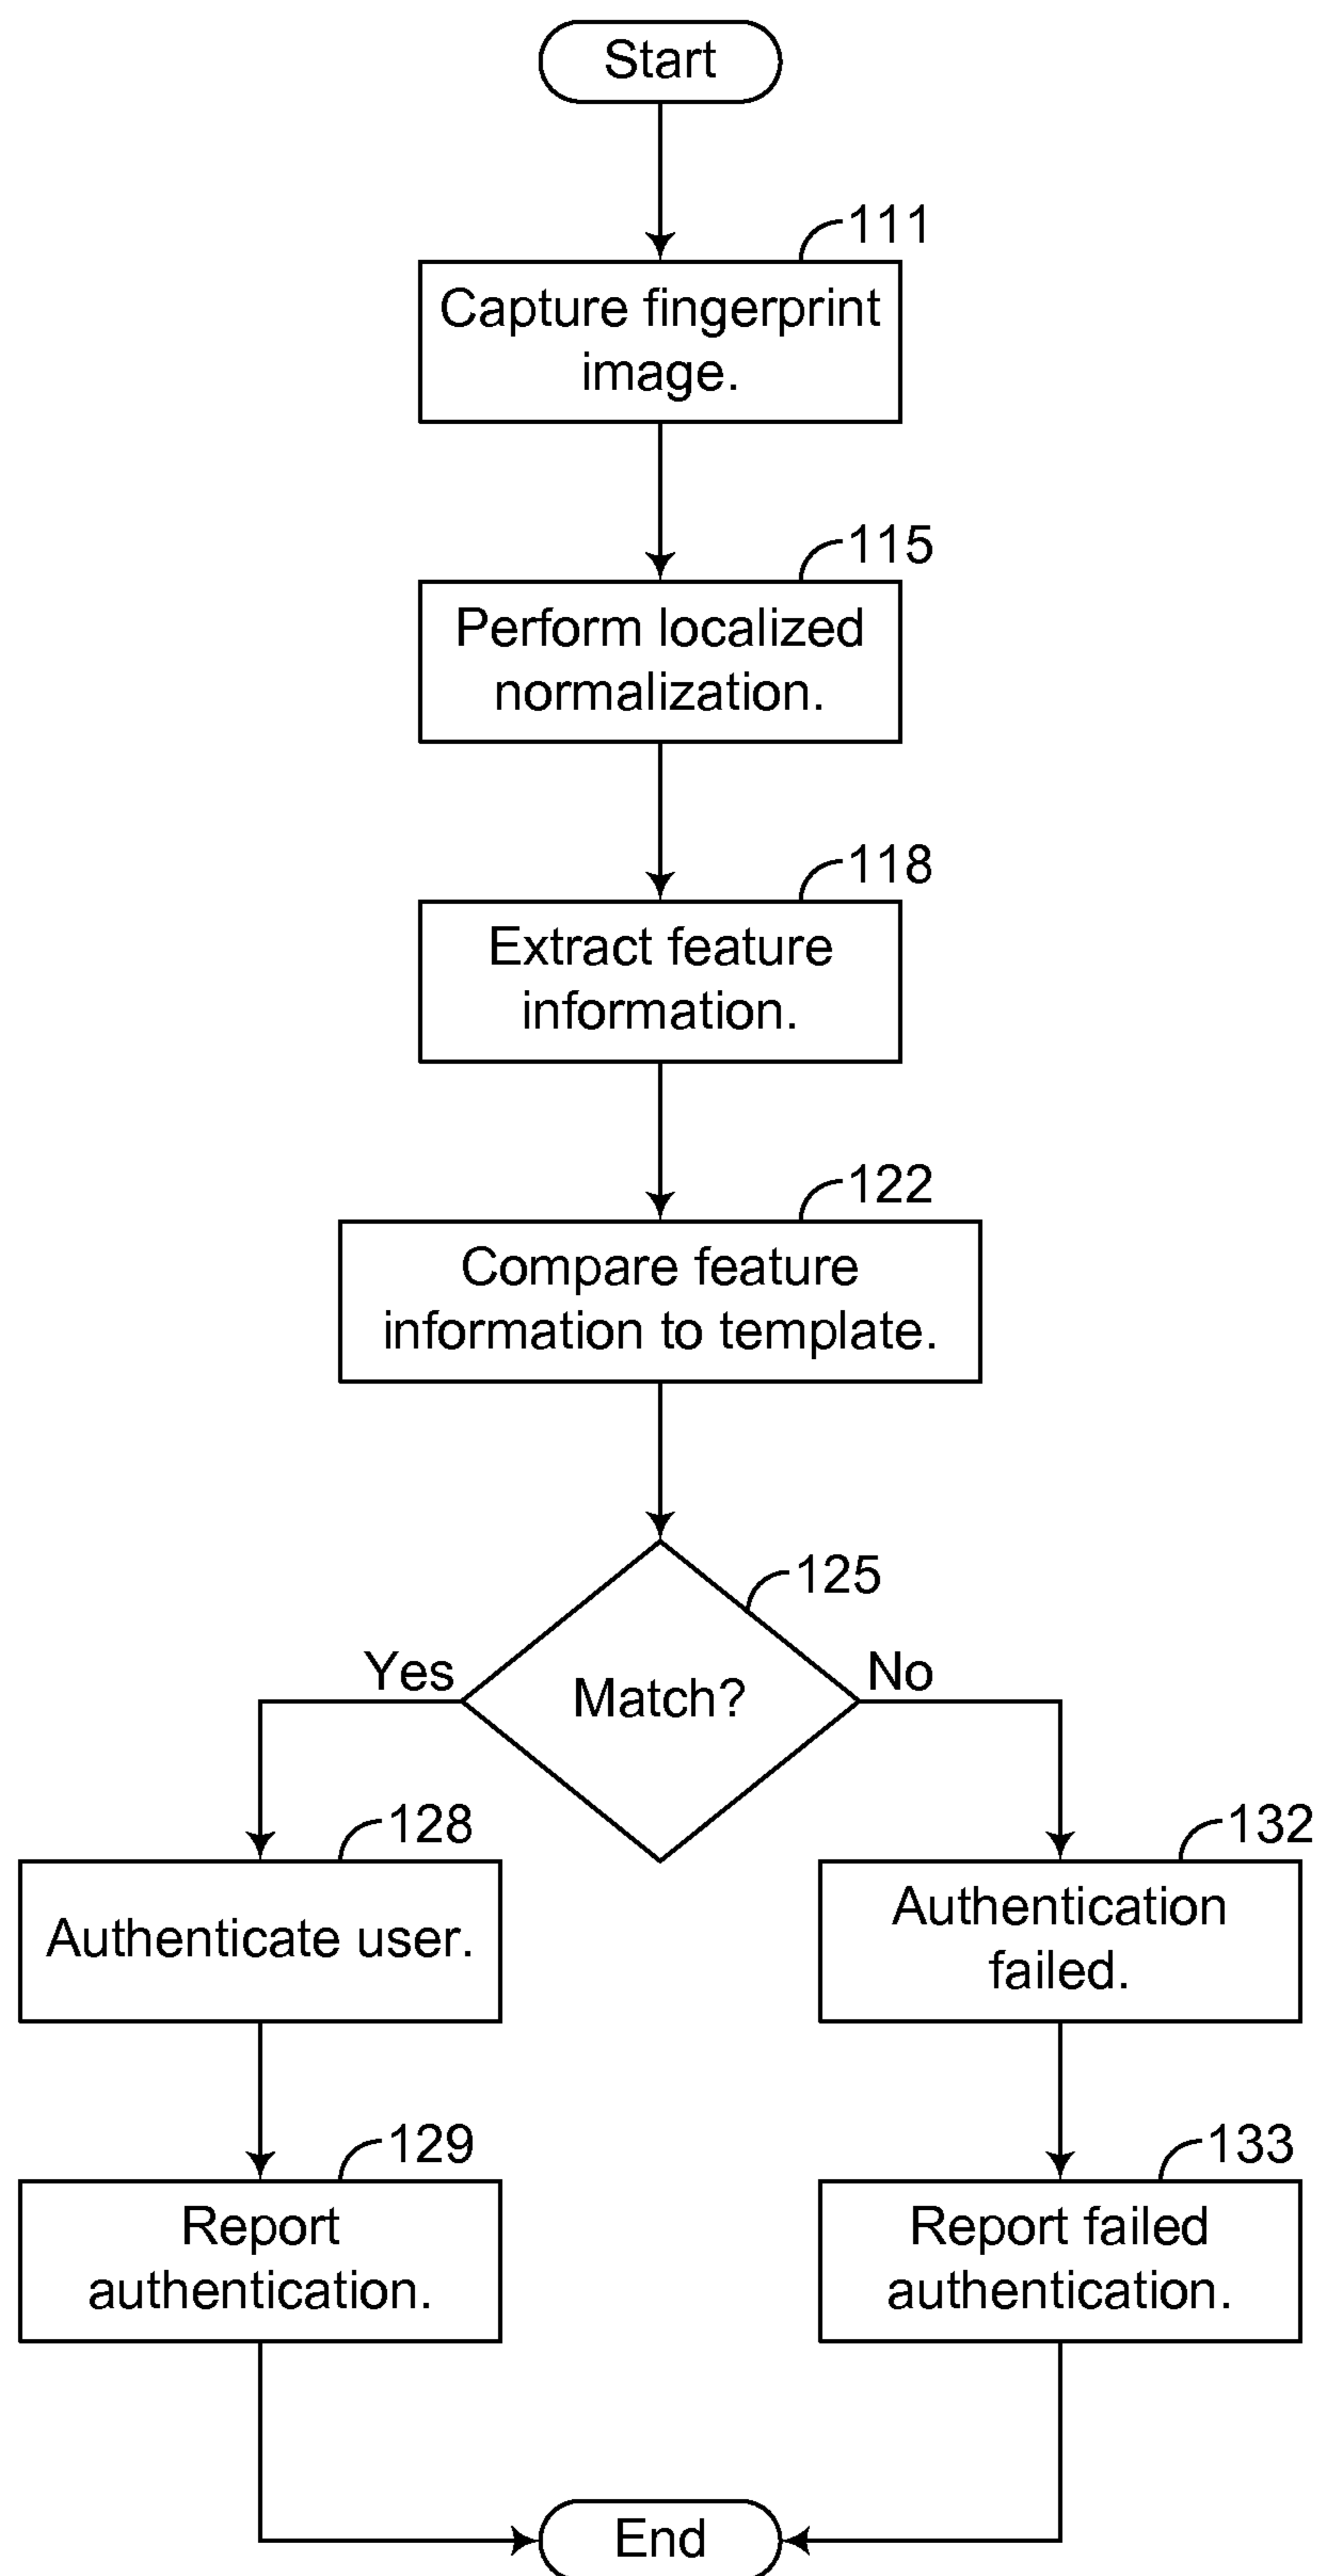 Start
111
Capture fingerprint
image.
115
Perform localized
normalization.
118
Extract feature
information.
122
Compare feature
information to template.
125
Yes
Match?
No
128
Authenticate user.
132
Authentication
failed.
129
Report
authentication.
133
Report failed
authentication.
End